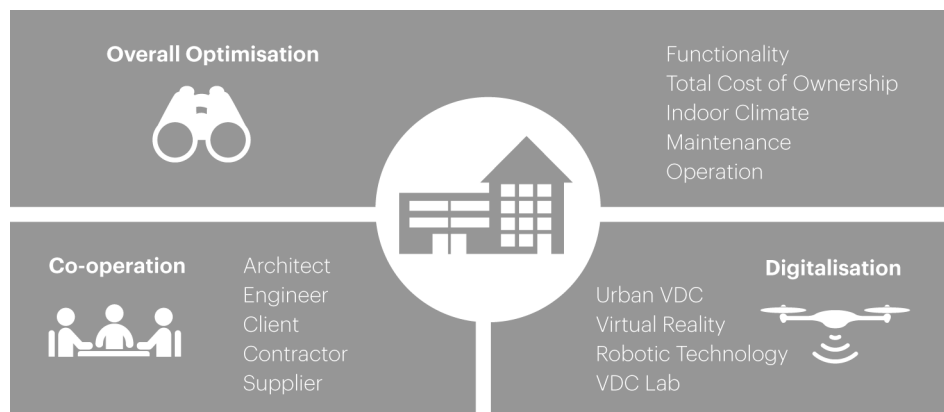 Overall Optimisation
Functionality
Total Cost of Ownership
Indoor Climate
Maintenance
Operation
Co-operation
Architect
Engineer
Client
Contractor
Supplier
Digitalisation
Urban VDC
Virtual Reality
Robotic Technology
VDC Lab